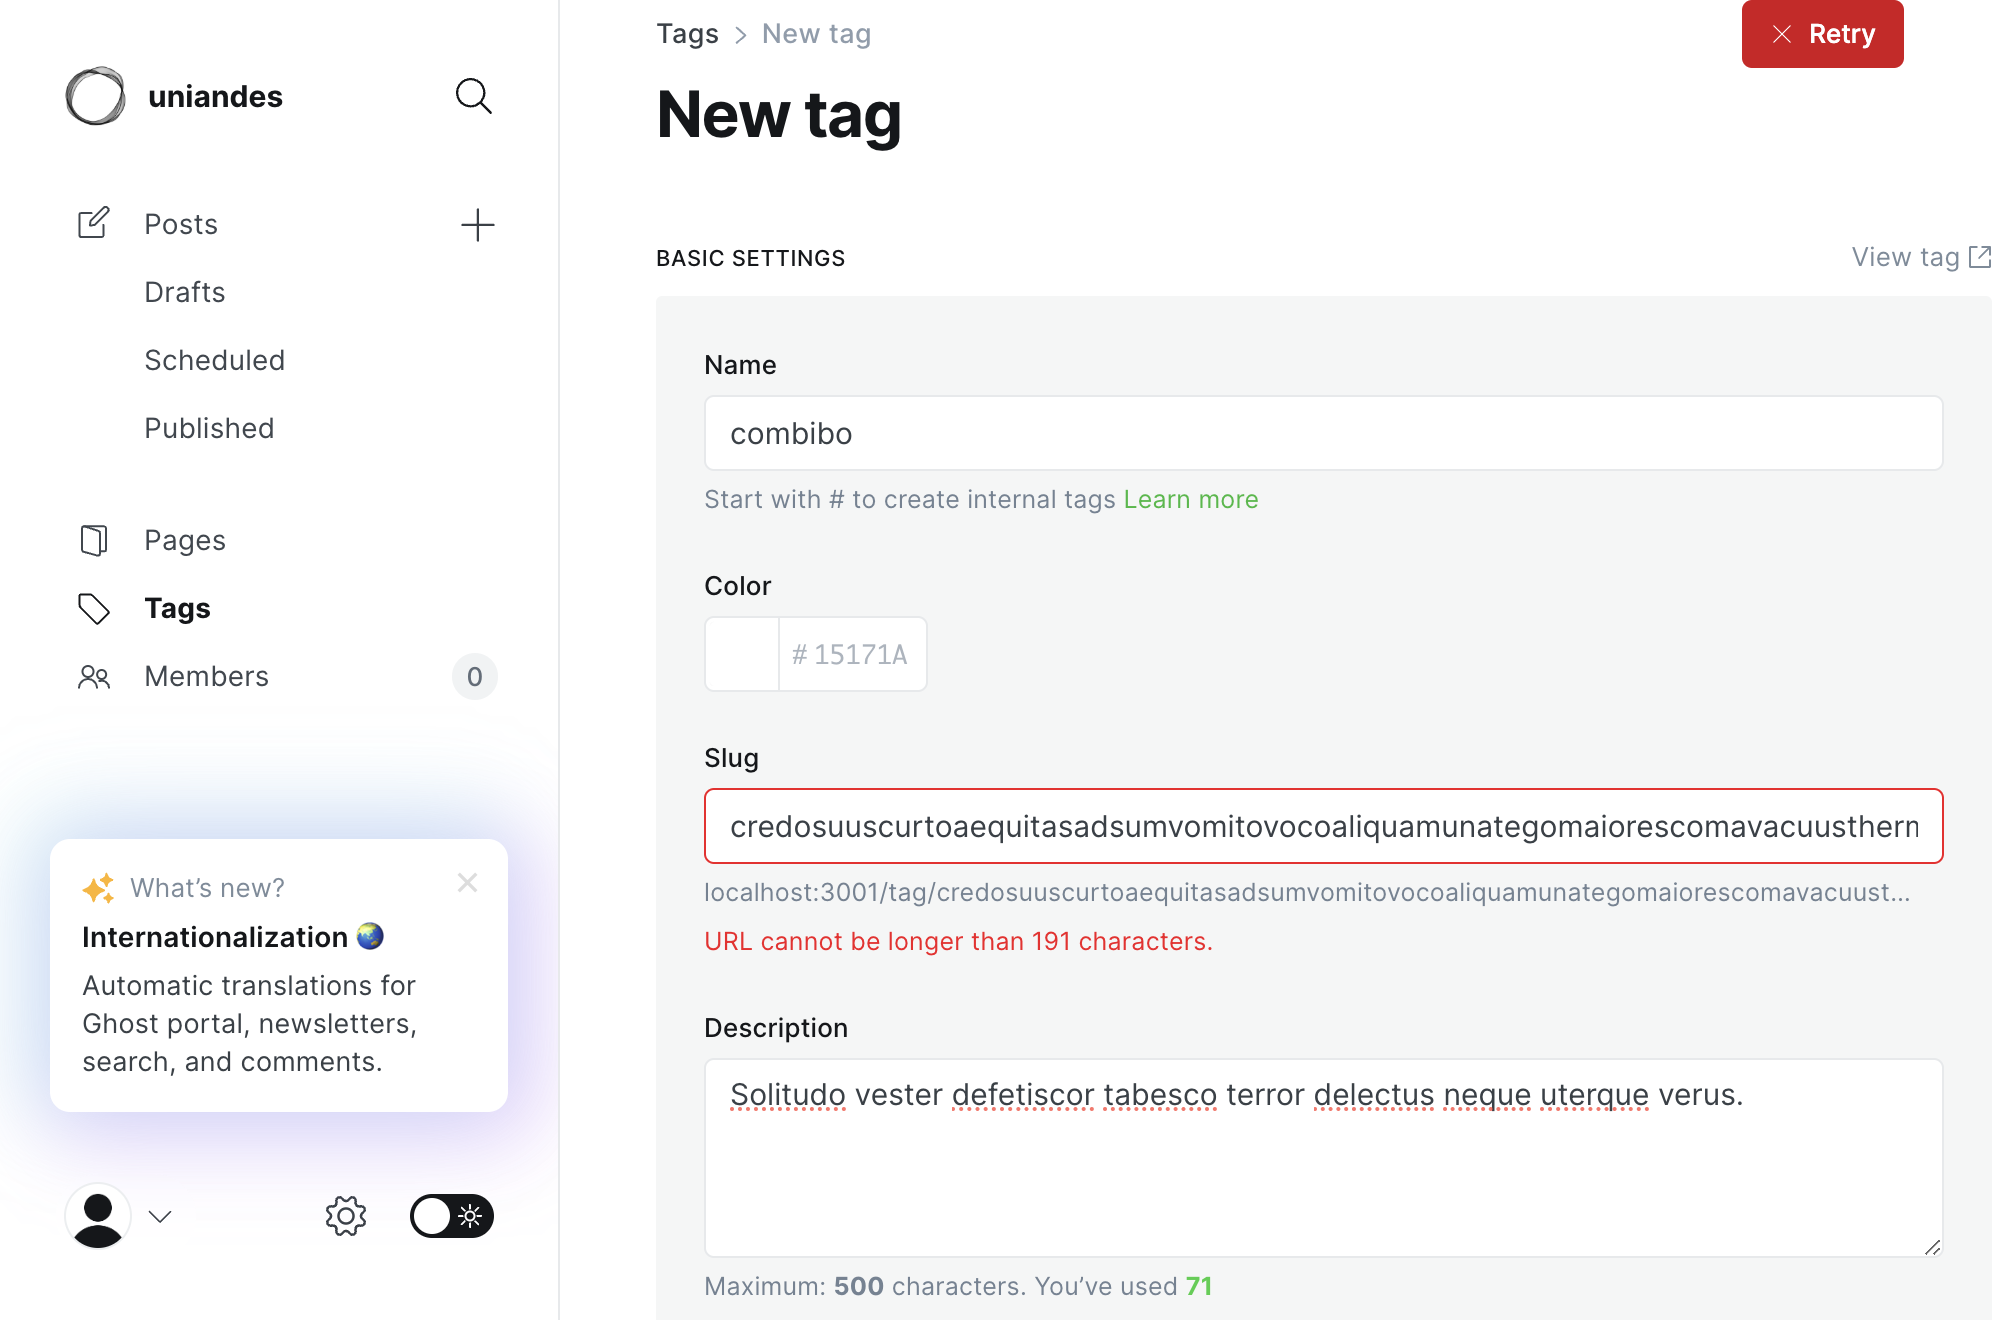 uniandes
Posts
Drafts
Scheduled
Published
Pages
Tags
Members
0
What's new?
Internationalization
Automatic translations for
Ghost portal, newsletters,
search, and comments.
Tags > New tag
Retry
New tag
BASIC SETTINGS
View tag
Name
combibo
Start with # to create internal tags Learn more
Color
# 15171A
Slug
credosuuscurtoaequitasadsumvomitovocoaliquamunategomaiorescomavacuustherm
localhost:3001/tag/credosuuscurtoaequitasadsumvomitovocoaliquamunategomaiorescomavacuust...
URL cannot be longer than 191 characters.
Description
Solitudo vester defetiscor tabesco terror delectus neque uterque verus.
Maximum: 500 characters. You've used 71